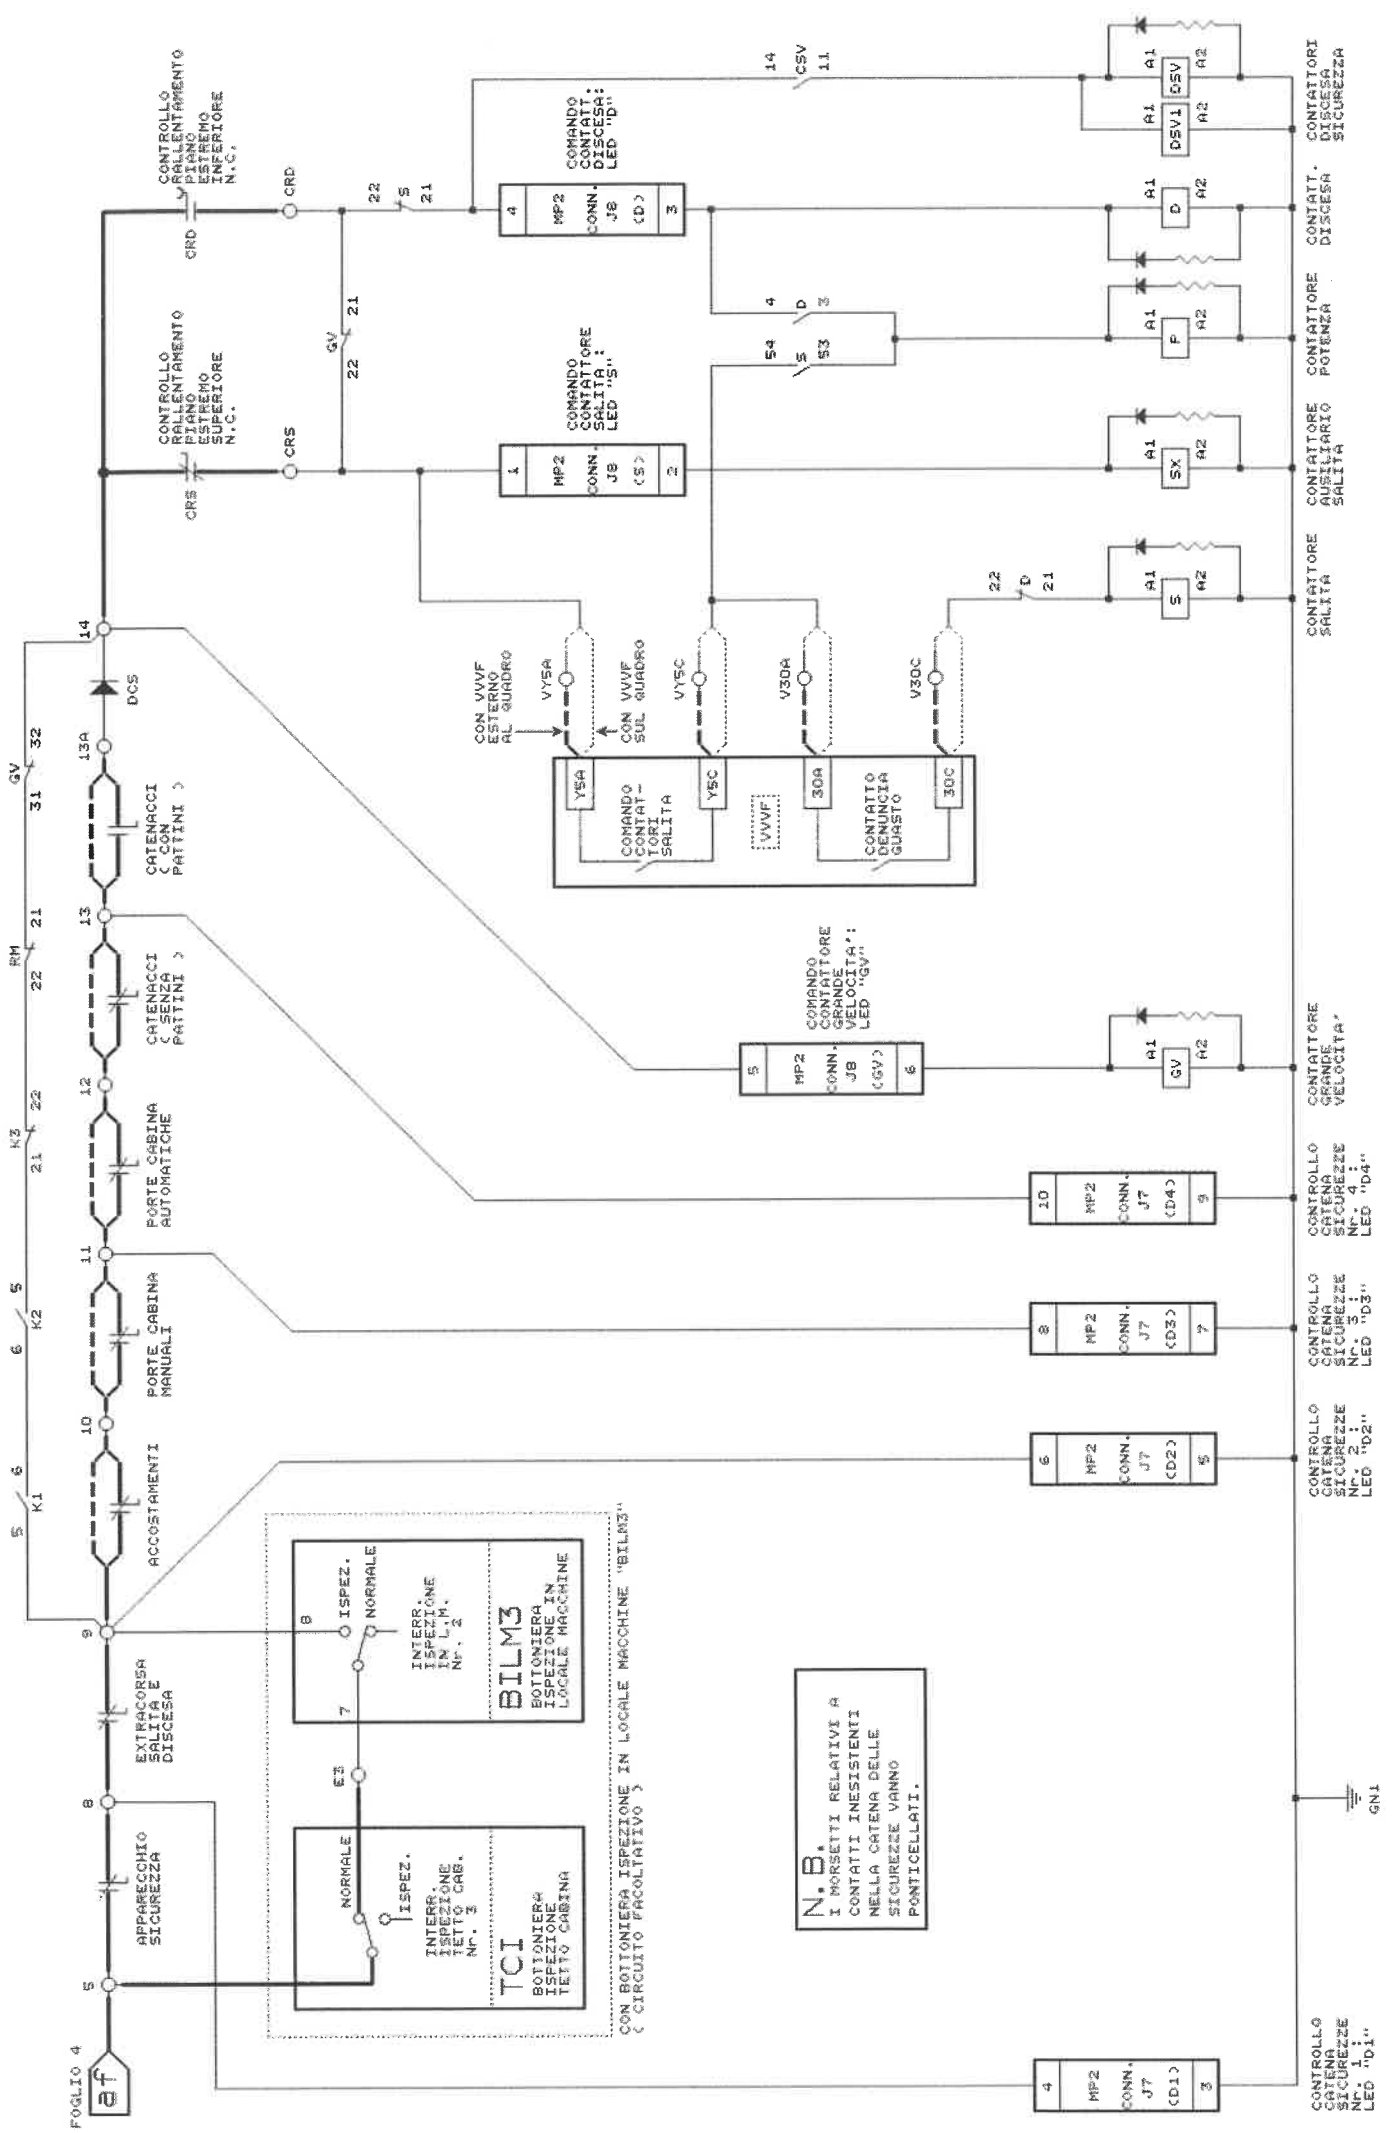 FOGLIO 4
af
5
APPARECCHIO
SICUREZZA
8
EXTRACORSA
SALITA E
DISCESA
9
ACCOSTAMENTI
10
PORTE CABINA
MANUALI
11
PORTE CABINA
AUTOMATICHE
12
CATENACCI
( SENZA
PATTINI )
13
CATENACCI
( CON
PATTINI )
13A
DCS
14
5
K1
6
6
K2
5
21
K3
22
22
RM
21
31
GV
32
CONTROLLO
RALLENTAMENTO
PIANO
ESTREMO
SUPERIORE
N.C.
CRS
CRS
CONTROLLO
RALLENTAMENTO
PIANO
ESTREMO
INFERIORE
N.C.
CRD
CRD
22
GV
21
22
S
21
NORMALE
ISPEZ.
INTERR.
ISPEZIONE
TETTO CAB.
Nr. 3
TCI
BOTTONIERA
ISPEZIONE
TETTO CABINA
E3
7
8
ISPEZ.
NORMALE
INTERR.
ISPEZIONE
IN L.M.
Nr. 2
BILM3
BOTTONIERA
ISPEZIONE IN
LOCALE MACCHINE
CON BOTTONIERA ISPEZIONE IN LOCALE MACCHINE "BILM3"
( CIRCUITO FACOLTATIVO )
N.B.
I MORSETTI RELATIVI A
CONTATTI INESISTENTI
NELLA CATENA DELLE
SICUREZZE VANNO
PONTICELLATI.
CON VVVF
ESTERNO
AL QUADRO
CON VVVF
SUL QUADRO
VY5A
VY5C
V30A
V30C
Y5A
Y5C
30A
30C
COMANDO
CONTAT-
TORI
SALITA
VVVF
CONTATTO
DENUNCIA
GUASTO
COMANDO
CONTATTORE
GRANDE
VELOCITA':
LED "GV"
5
MP2
CONN.
J8
(GV)
6
COMANDO
CONTATTORE
SALITA :
LED "S"
1
MP2
CONN.
J8
(S)
2
COMANDO
CONTATT.
DISCESA:
LED "D"
4
MP2
CONN.
J8
(D)
3
54
S
53
4
D
3
14
CSV
11
22
D
21
4
MP2
CONN.
J7
(D1)
3
6
MP2
CONN.
J7
(D2)
5
8
MP2
CONN.
J7
(D3)
7
10
MP2
CONN.
J7
(D4)
9
A1
GV
A2
A1
S
A2
A1
SX
A2
A1
P
A2
A1
D
A2
A1
DSV1
A2
A1
DSV
A2
GN1
CONTROLLO
CATENA
SICUREZZE
Nr. 1 :
LED "D1"
CONTROLLO
CATENA
SICUREZZE
Nr. 2 :
LED "D2"
CONTROLLO
CATENA
SICUREZZE
Nr. 3 :
LED "D3"
CONTROLLO
CATENA
SICUREZZE
Nr. 4 :
LED "D4"
CONTATTORE
GRANDE
VELOCITA'
CONTATTORE
SALITA
CONTATTORE
AUSILIARIO
SALITA
CONTATTORE
POTENZA
CONTATT.
DISCESA
CONTATTORI
DISCESA
SICUREZZA